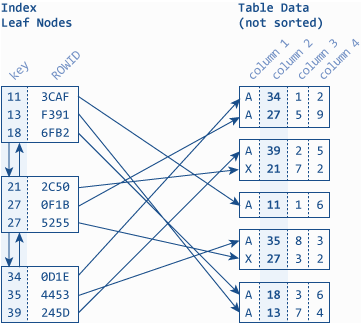 Index
Leaf Nodes
Table Data
(not sorted)
key ROWID
column 1 column 2 column 3 column 4
11 3CAF
13 F391
18 6FB2
21 2C50
27 0F1B
27 5255
34 0D1E
35 4453
39 245D
A 34 1 2
A 27 5 9
A 39 2 5
X 21 7 2
A 11 1 6
A 35 8 3
X 27 3 2
A 18 3 6
A 13 7 4